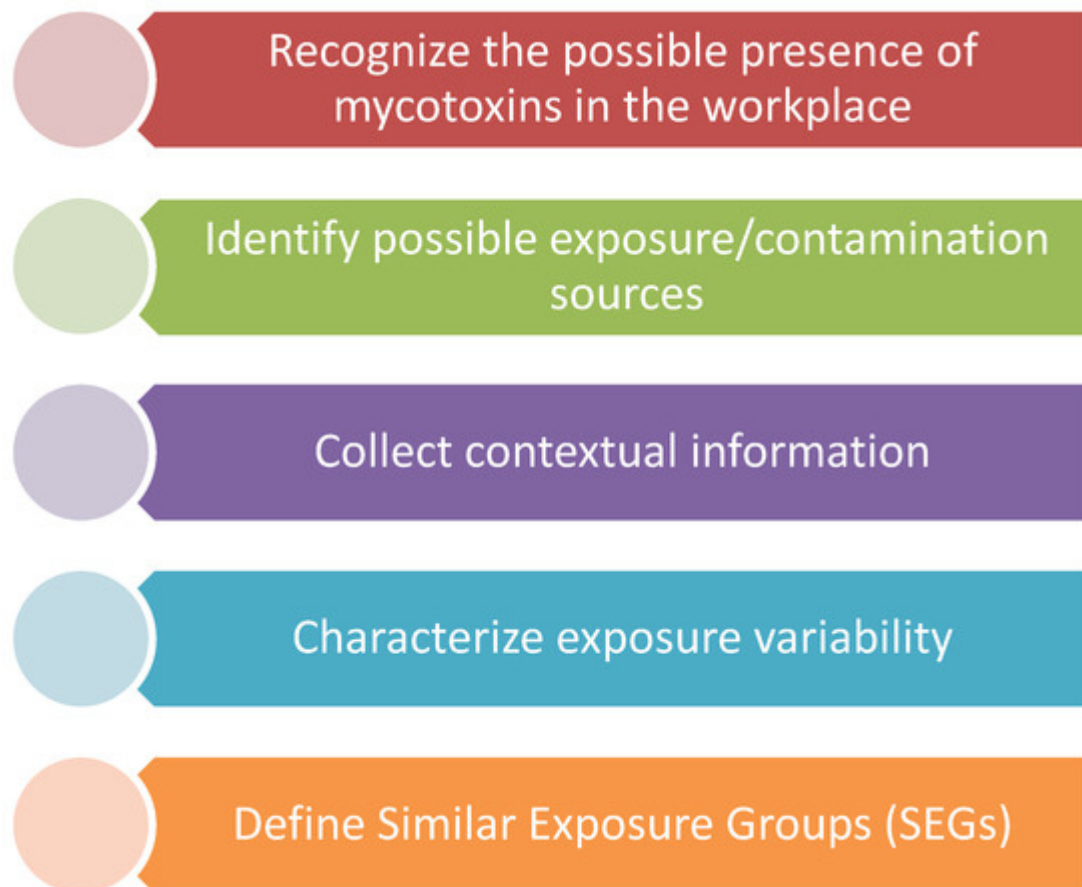 Recognize the possible presence of
mycotoxins in the workplace
Identify possible exposure/contamination
sources
Collect contextual information
Characterize exposure variability
Define Similar Exposure Groups (SEGs)